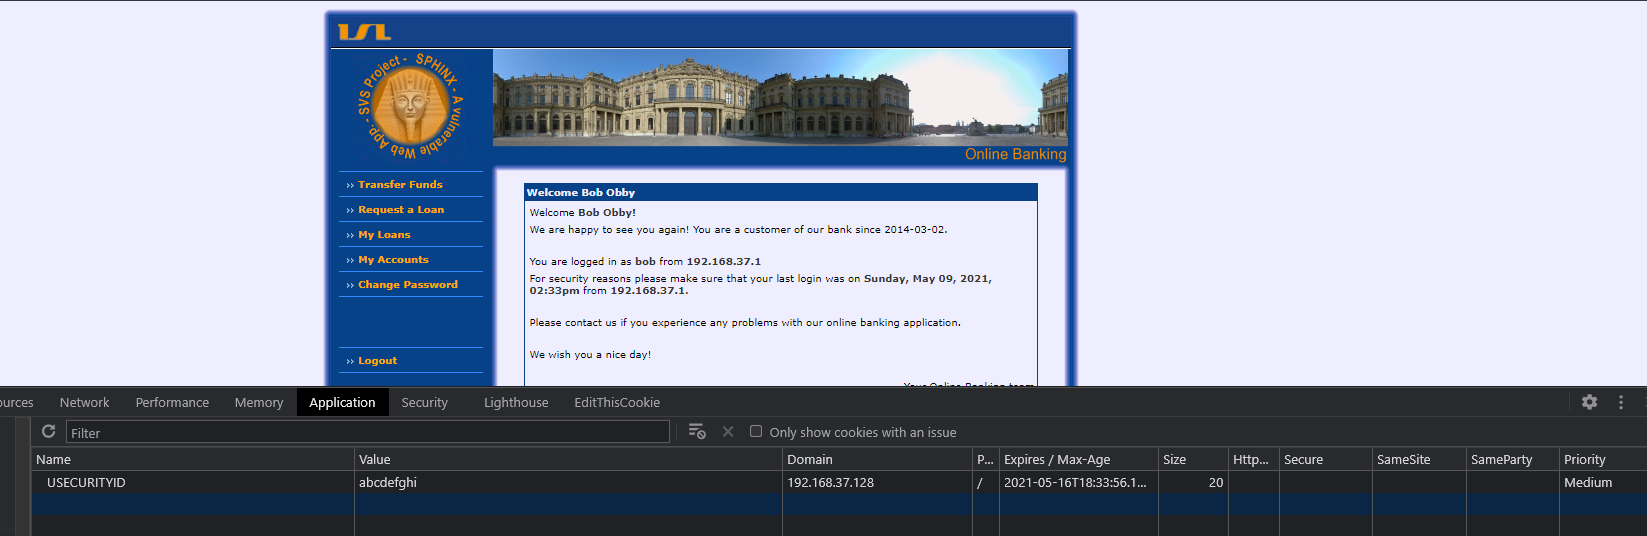 ISL
SVS Project - SPHINX - A vulnerable Web App. -
Online Banking
›› Transfer Funds
›› Request a Loan
›› My Loans
›› My Accounts
›› Change Password
›› Logout
Welcome Bob Obby
Welcome Bob Obby!
We are happy to see you again! You are a customer of our bank since 2014-03-02.
You are logged in as bob from 192.168.37.1
For security reasons please make sure that your last login was on Sunday, May 09, 2021,
02:33pm from 192.168.37.1.
Please contact us if you experience any problems with our online banking application.
We wish you a nice day!
Your Online Banking team
ources Network Performance Memory Application Security Lighthouse EditThisCookie
Filter Only show cookies with an issue
Name Value Domain P... Expires / Max-Age Size Http... Secure SameSite SameParty Priority
USECURITYID abcdefghi 192.168.37.128 / 2021-05-16T18:33:56.1... 20 Medium